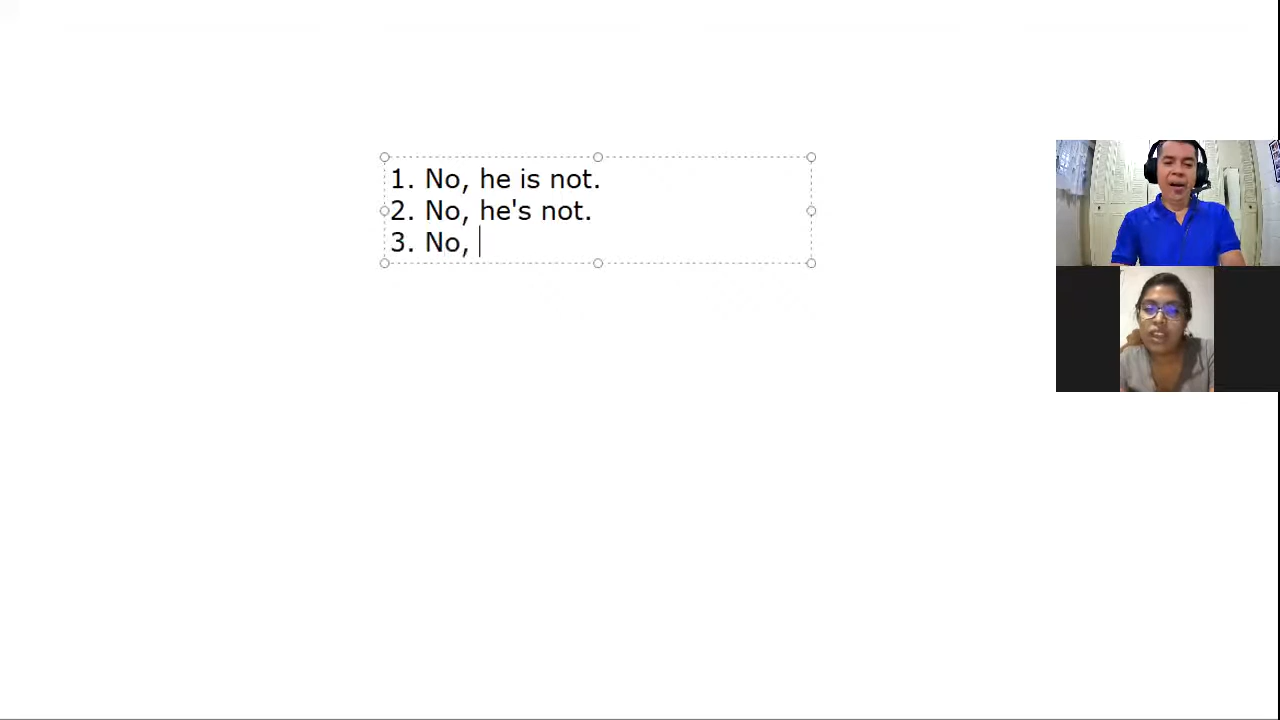 1. No, he is not.
2. No, he's not.
3. No,